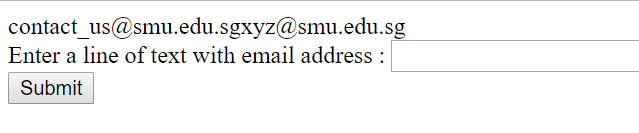 contact_us@smu.edu.sgxyz@smu.edu.sg
Enter a line of text with email address :
Submit